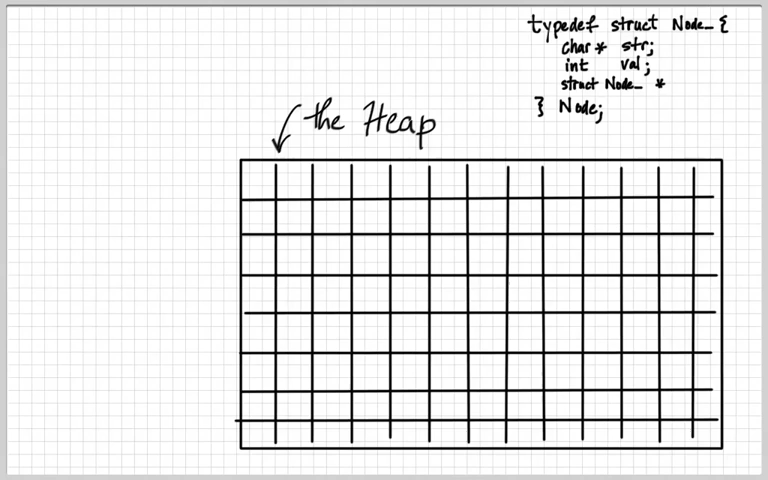 typedef struct Node_ {
char* str;
int val;
struct Node_ *
} Node;
the Heap